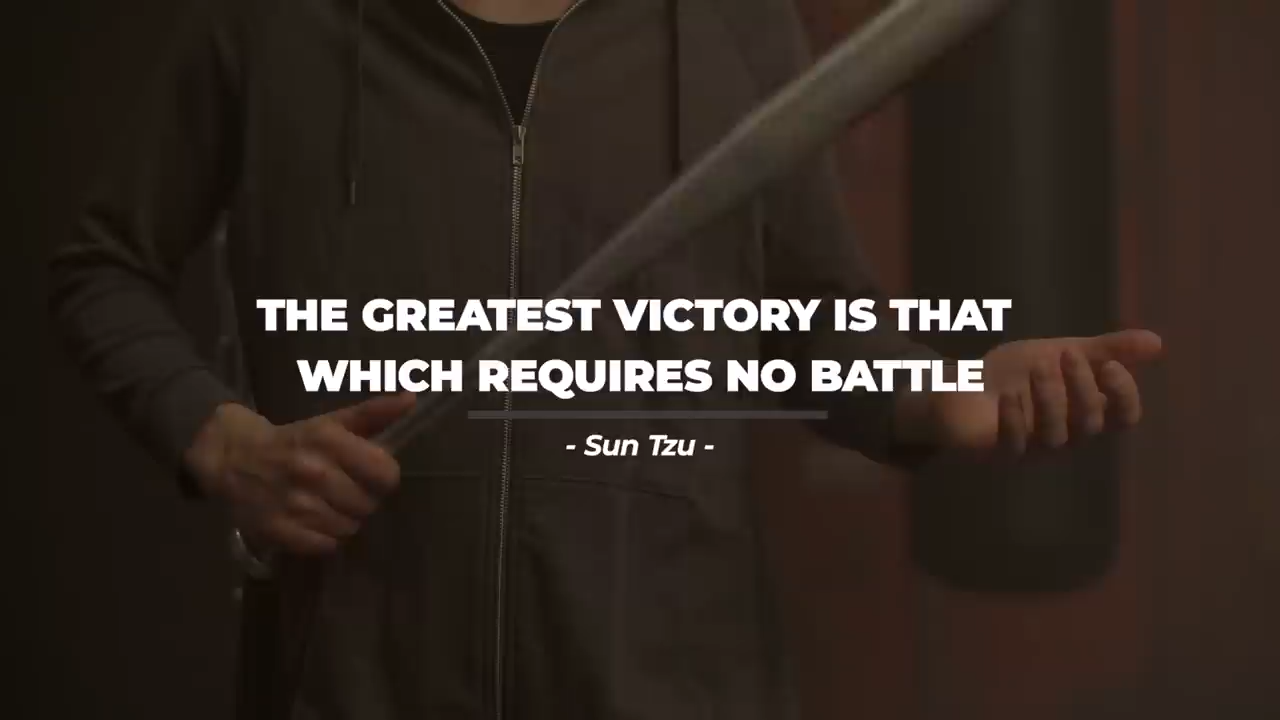 THE GREATEST VICTORY IS THAT
WHICH REQUIRES NO BATTLE
- Sun Tzu -